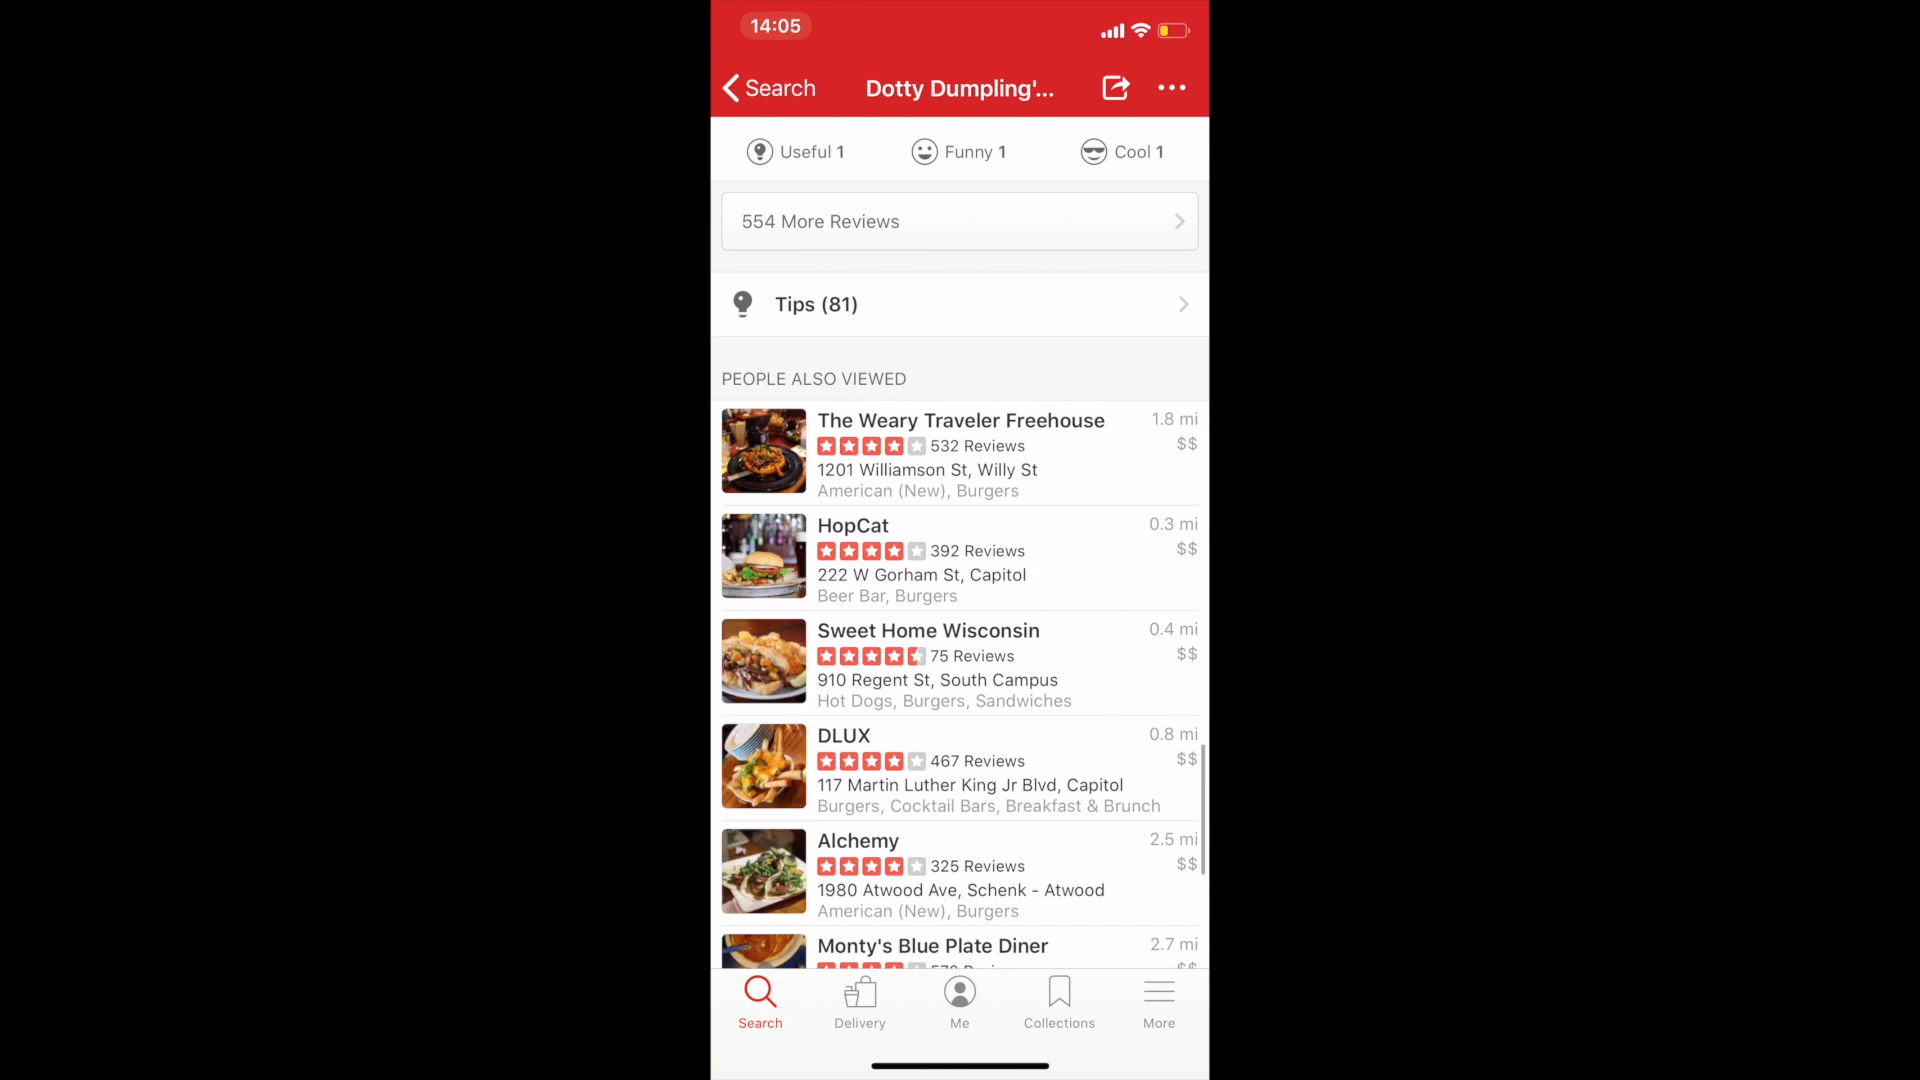 14:05
Search
Dotty Dumpling'...
Useful 1
Funny 1
Cool 1
554 More Reviews
Tips (81)
PEOPLE ALSO VIEWED
The Weary Traveler Freehouse
1.8 mi
532 Reviews
$$
1201 Williamson St, Willy St
American (New), Burgers
HopCat
0.3 mi
392 Reviews
$$
222 W Gorham St, Capitol
Beer Bar, Burgers
Sweet Home Wisconsin
0.4 mi
75 Reviews
$$
910 Regent St, South Campus
Hot Dogs, Burgers, Sandwiches
DLUX
0.8 mi
467 Reviews
$$
117 Martin Luther King Jr Blvd, Capitol
Burgers, Cocktail Bars, Breakfast & Brunch
Alchemy
2.5 mi
325 Reviews
$$
1980 Atwood Ave, Schenk - Atwood
American (New), Burgers
Monty's Blue Plate Diner
2.7 mi
Search
Delivery
Me
Collections
More